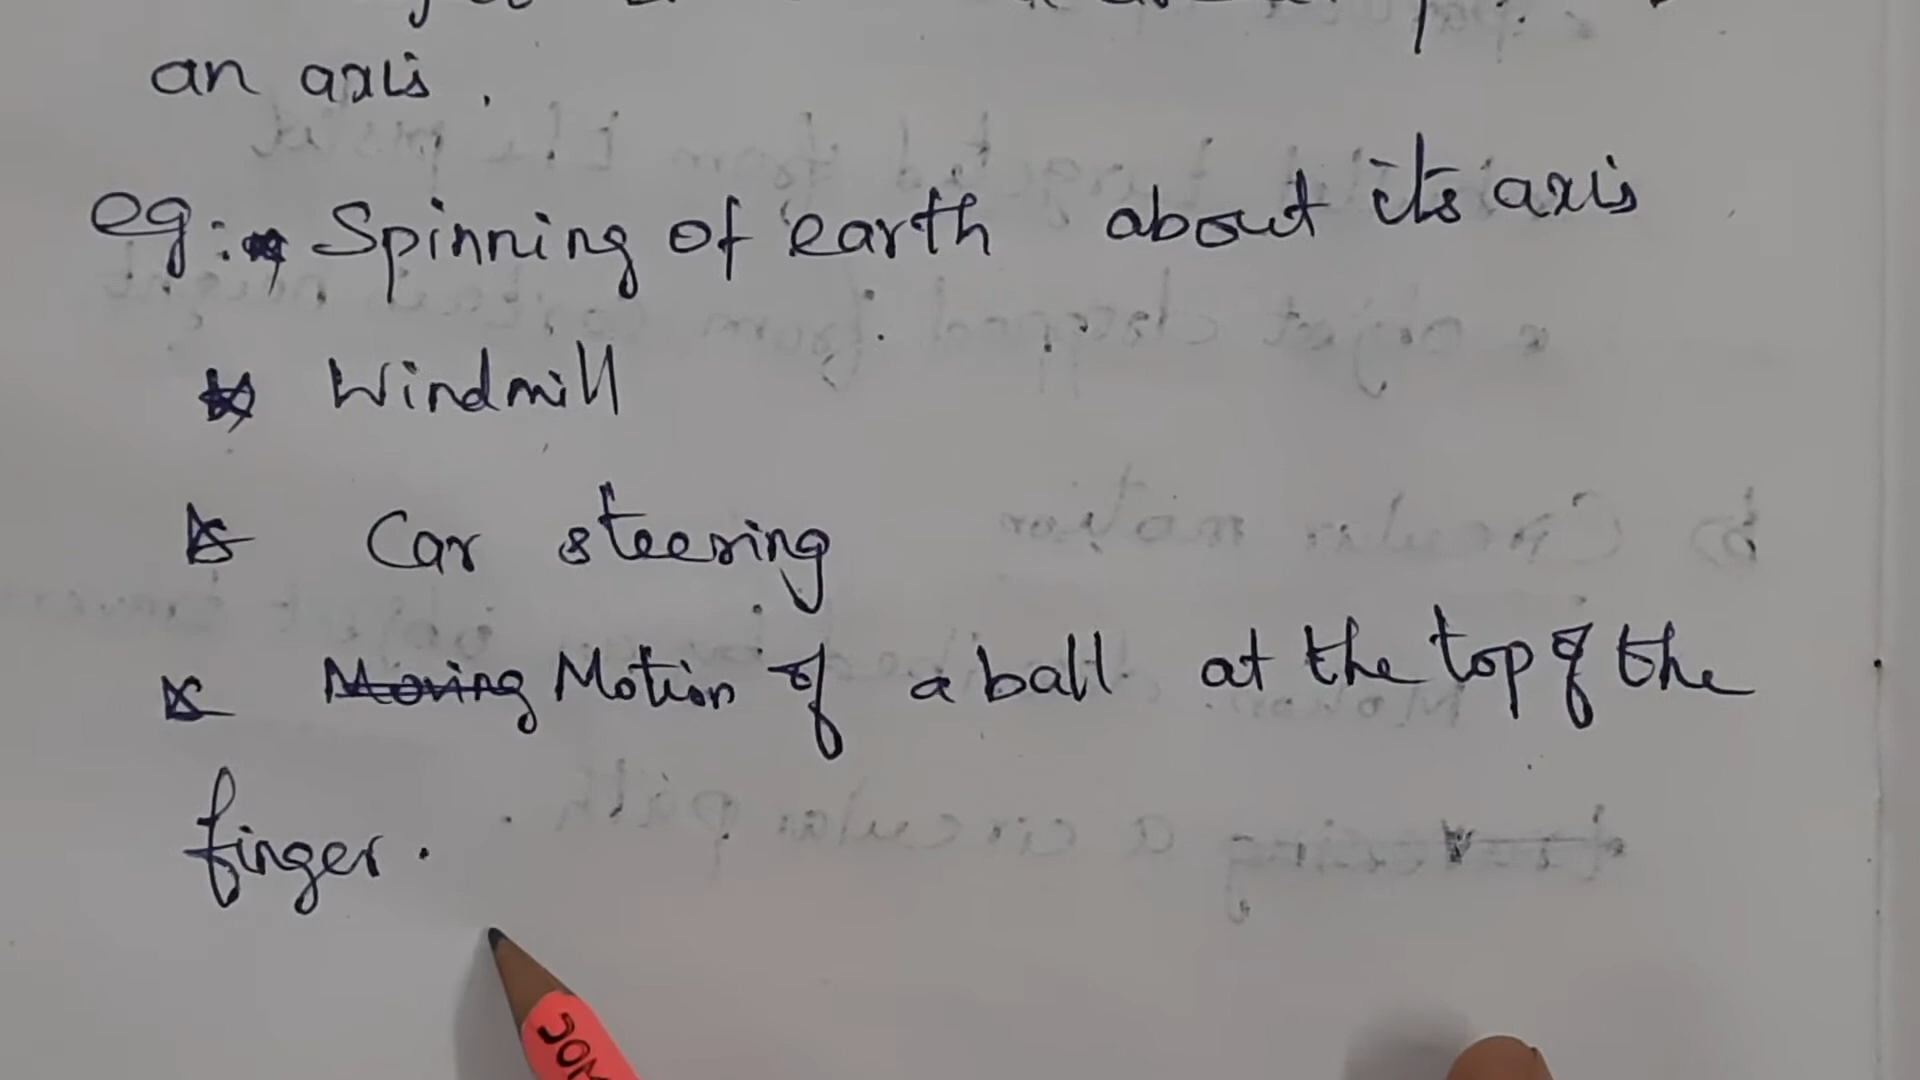 an axis.
eg: * Spinning of earth about its axis
* Windmill
* Car steering
* Moving Motion of a ball at the top of the
finger.
JOM